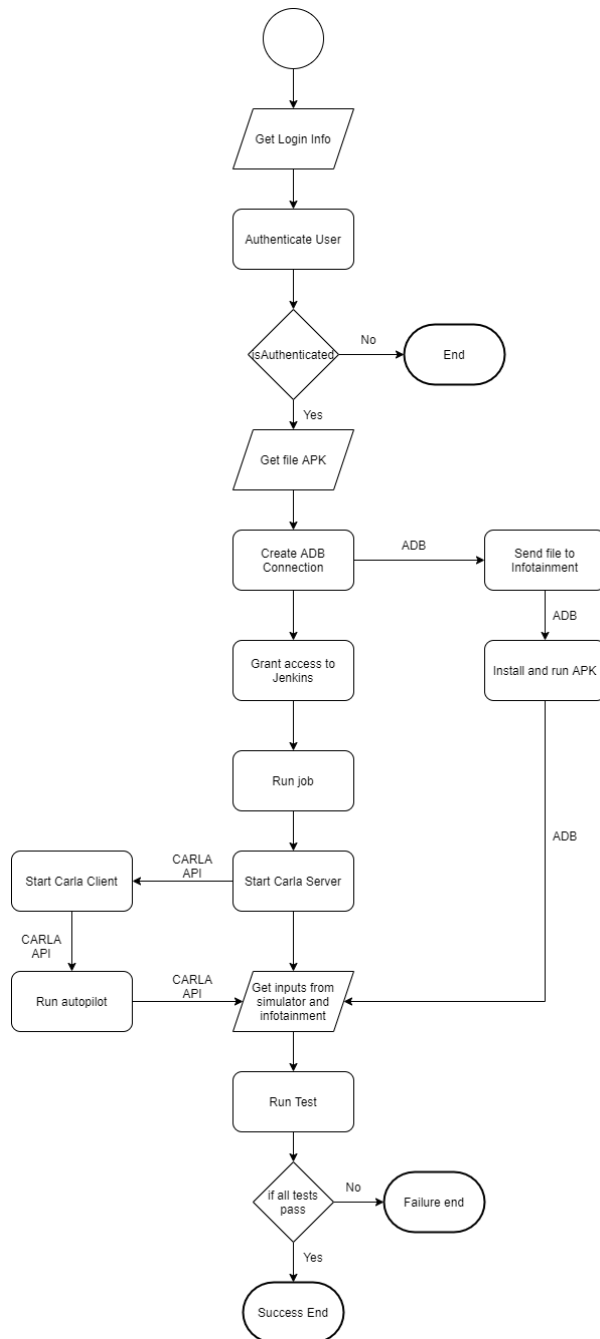 Get Login Info
Authenticate User
isAuthenticated
No
End
Yes
Get file APK
Create ADB
Connection
ADB
Send file to
Infotainment
ADB
Grant access to
Jenkins
Install and run APK
Run job
ADB
Start Carla Client
CARLA
API
Start Carla Server
CARLA
API
Run autopilot
CARLA
API
Get inputs from
simulator and
infotainment
Run Test
if all tests
pass
No
Failure end
Yes
Success End